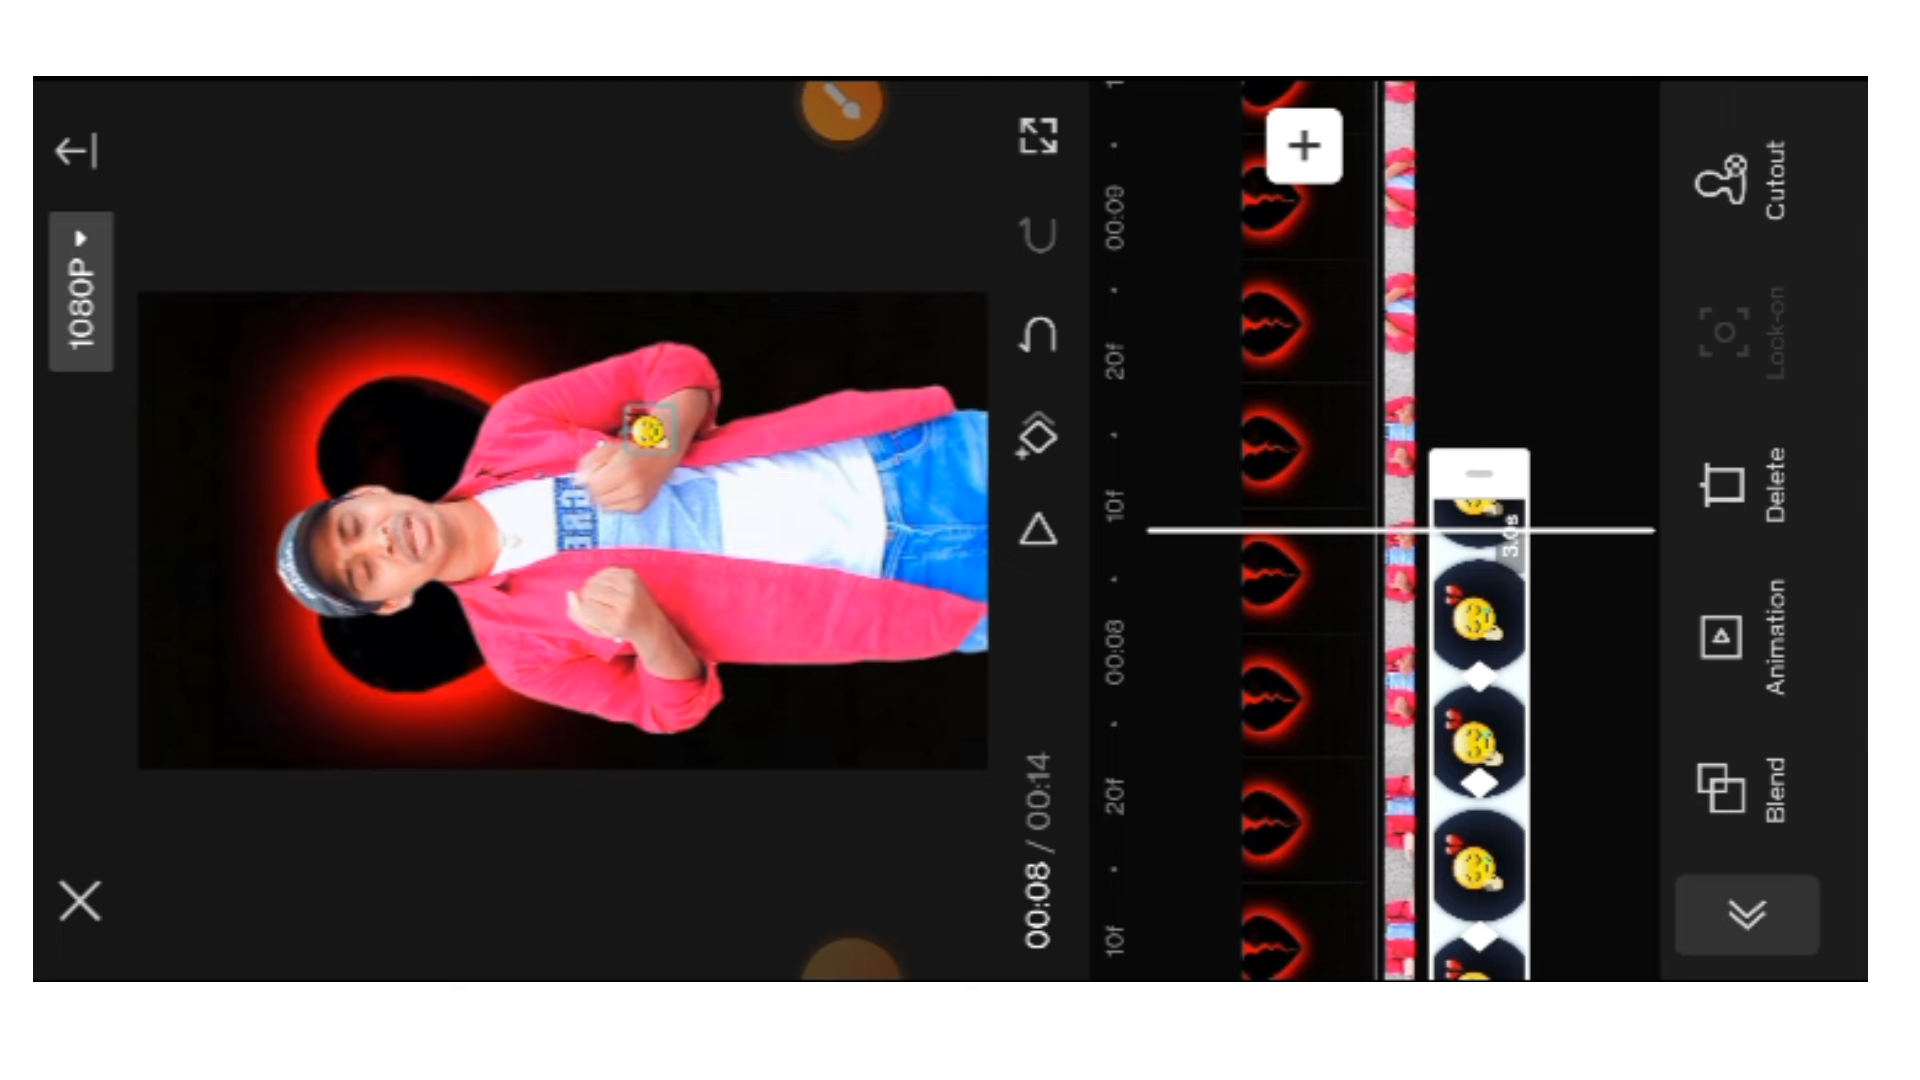 1080P
00:08 / 00:14
10f
20f
00:08
10f
20f
00:09
3.0s
Blend
Animation
Delete
Lock-on
Cutout